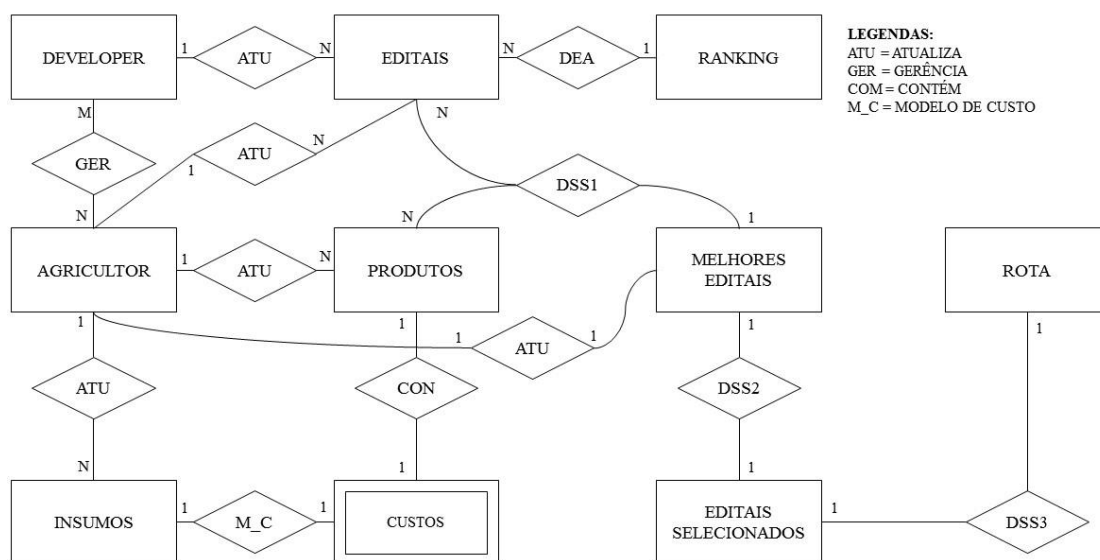 DEVELOPER
1
ATU
N
EDITAIS
N
DEA
1
RANKING
LEGENDAS:
ATU = ATUALIZA
GER = GERÊNCIA
COM = CONTÉM
M_C = MODELO DE CUSTO
M
GER
N
1
ATU
N
N
DSS1
N
1
AGRICULTOR
1
ATU
N
PRODUTOS
MELHORES
EDITAIS
ROTA
1
1
1
ATU
1
1
1
ATU
CON
DSS2
N
1
1
INSUMOS
1
M_C
1
CUSTOS
EDITAIS
SELECIONADOS
1
1
DSS3